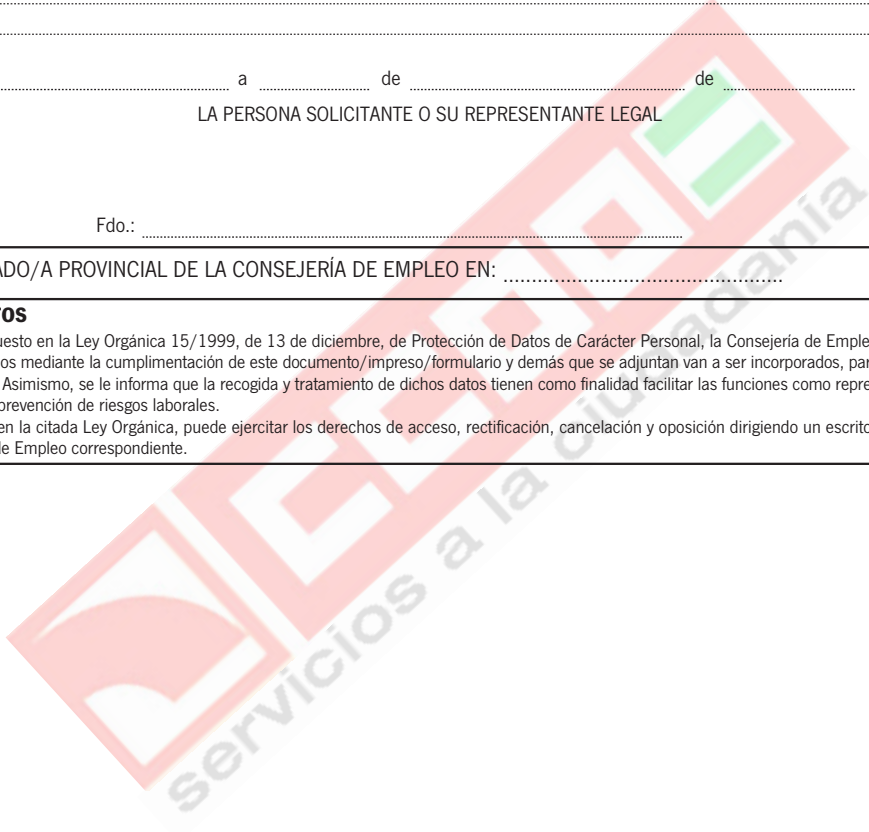 a de de
LA PERSONA SOLICITANTE O SU REPRESENTANTE LEGAL
Fdo.:
ADO/A PROVINCIAL DE LA CONSEJERÍA DE EMPLEO EN:
TOS
uesto en la Ley Orgánica 15/1999, de 13 de diciembre, de Protección de Datos de Carácter Personal, la Consejería de Emple
os mediante la cumplimentación de este documento/impreso/formulario y demás que se adjuntan van a ser incorporados, par
Asimismo, se le informa que la recogida y tratamiento de dichos datos tienen como finalidad facilitar las funciones como repre
prevención de riesgos laborales.
en la citada Ley Orgánica, puede ejercitar los derechos de acceso, rectificación, cancelación y oposición dirigiendo un escrito
de Empleo correspondiente.
CCOO
servicios a la ciudadanía